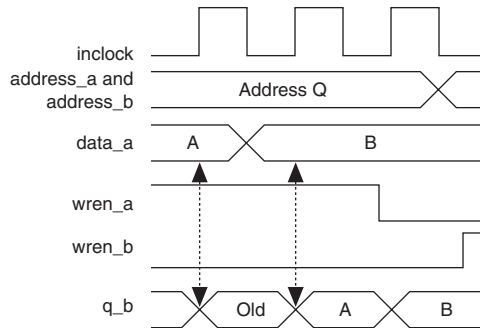 inclock
address_a and
address_b
Address Q
data_a
A
B
wren_a
wren_b
q_b
Old
A
B